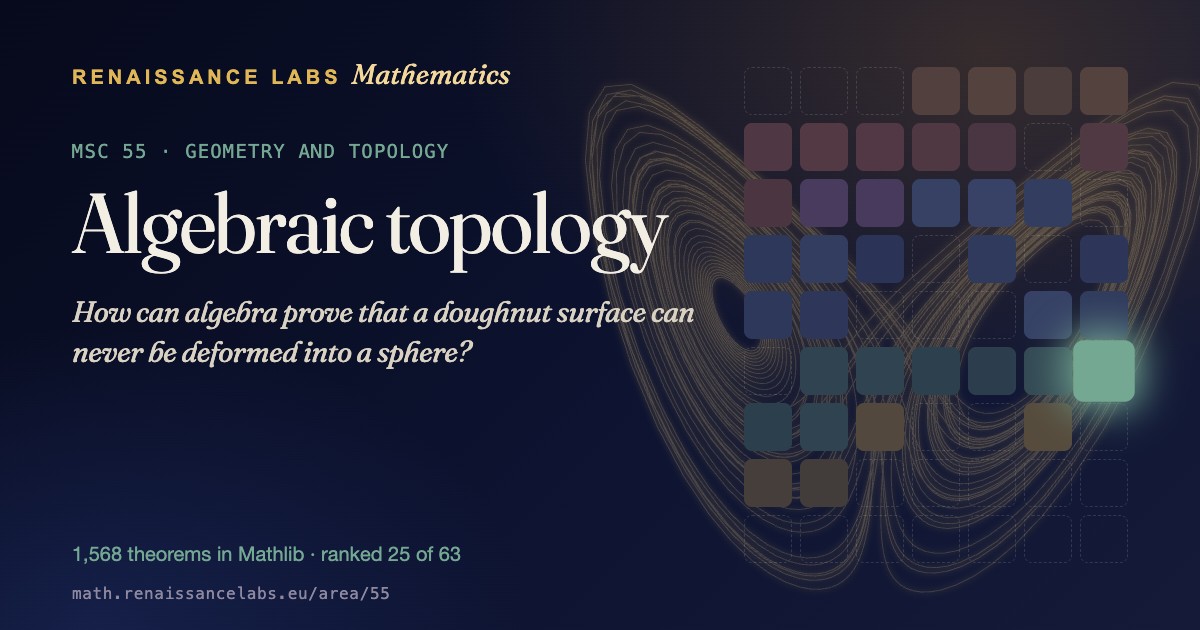 RENAISSANCE LABS Mathematics
MSC 55 · GEOMETRY AND TOPOLOGY
Algebraic topology
How can algebra prove that a doughnut surface can
never be deformed into a sphere?
1,568 theorems in Mathlib · ranked 25 of 63
math.renaissancelabs.eu/area/55